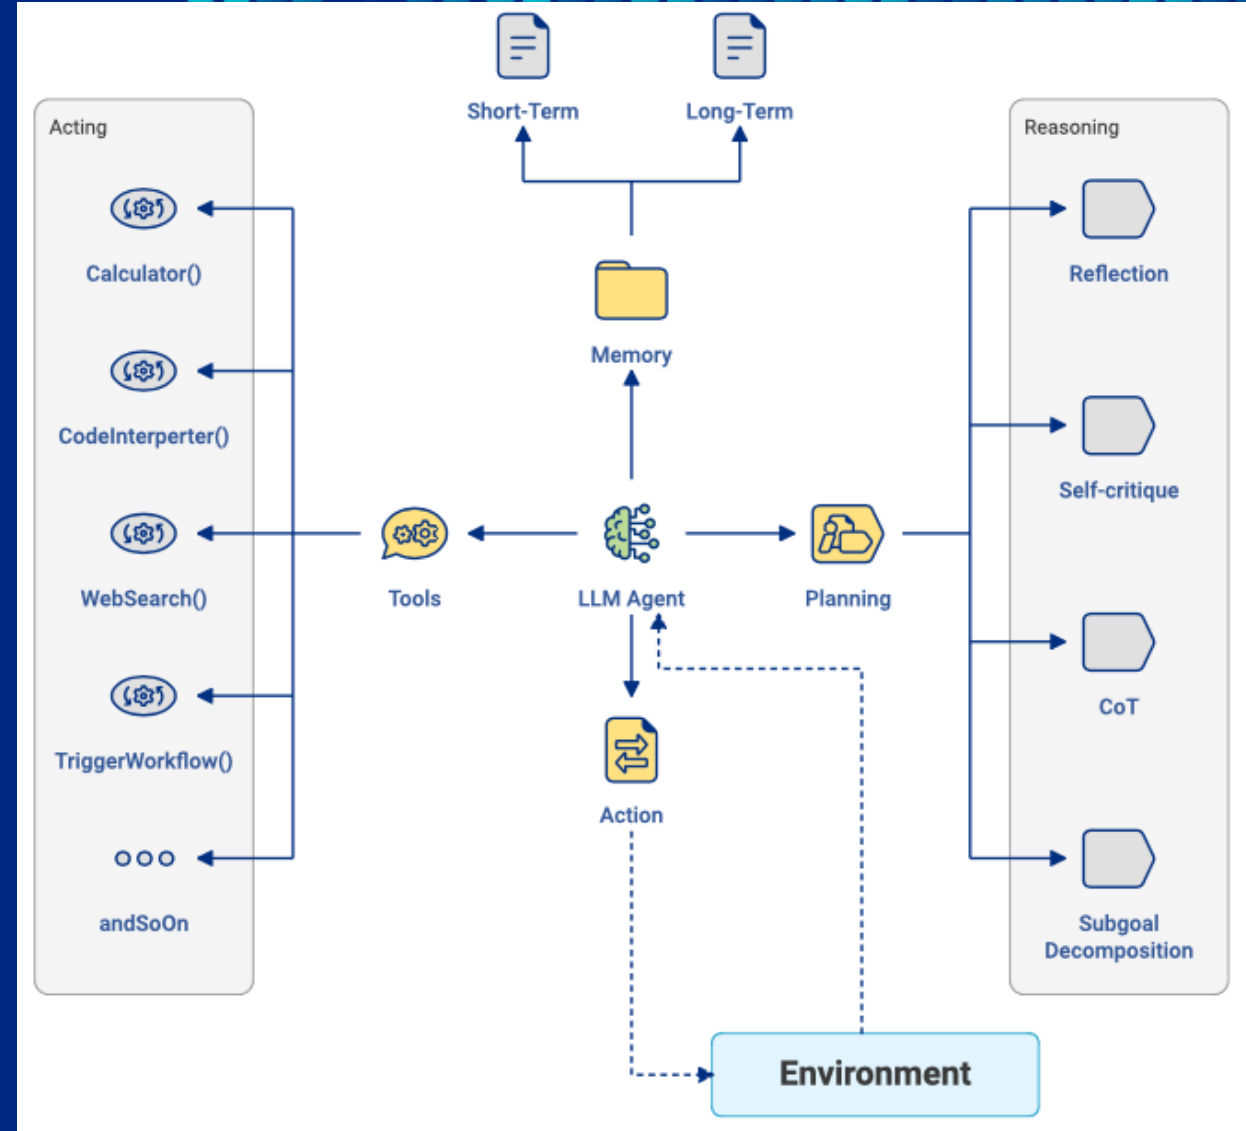 Short-Term
Long-Term
Acting
Reasoning
Calculator()
Reflection
Memory
CodeInterperter()
Self-critique
WebSearch()
Tools
LLM Agent
Planning
TriggerWorkflow()
CoT
Action
andSoOn
Subgoal
Decomposition
Environment